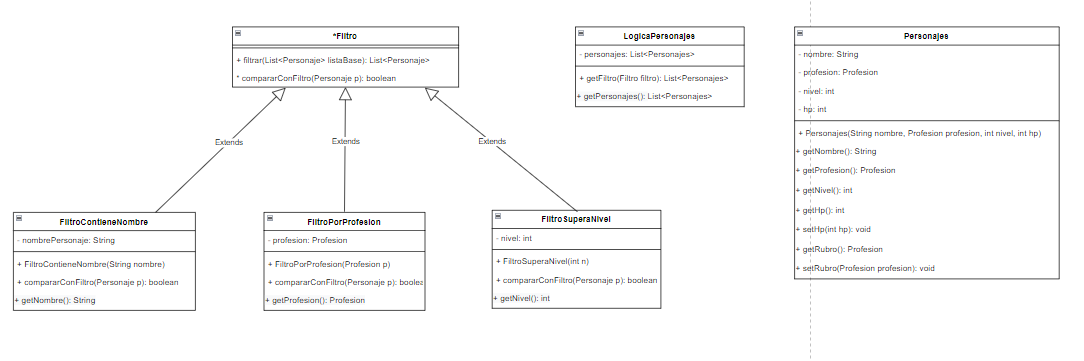 *Filtro
+ filtrar(List<Personaje> listaBase): List<Personaje>
* compararConFiltro(Personaje p): boolean
LogicaPersonajes
- personajes: List<Personajes>
+ getFiltro(Filtro filtro): List<Personajes>
+ getPersonajes(): List<Personajes>
Personajes
- nombre: String
- profesion: Profesion
- nivel: int
- hp: int
+ Personajes(String nombre, Profesion profesion, int nivel, int hp)
+ getNombre(): String
+ getProfesion(): Profesion
+ getNivel(): int
+ getHp(): int
+ setHp(int hp): void
+ getRubro(): Profesion
+ setRubro(Profesion profesion): void
Extends
Extends
Extends
FiltroContieneNombre
- nombrePersonaje: String
+ FiltroContieneNombre(String nombre)
+ compararConFiltro(Personaje p): boolean
+ getNombre(): String
FiltroPorProfesion
- profesion: Profesion
+ FiltroPorProfesion(Profesion p)
+ compararConFiltro(Personaje p): boolea
+ getProfesion(): Profesion
FiltroSuperaNivel
- nivel: int
+ FiltroSuperaNivel(int n)
+ compararConFiltro(Personaje p): boolean
+ getNivel(): int